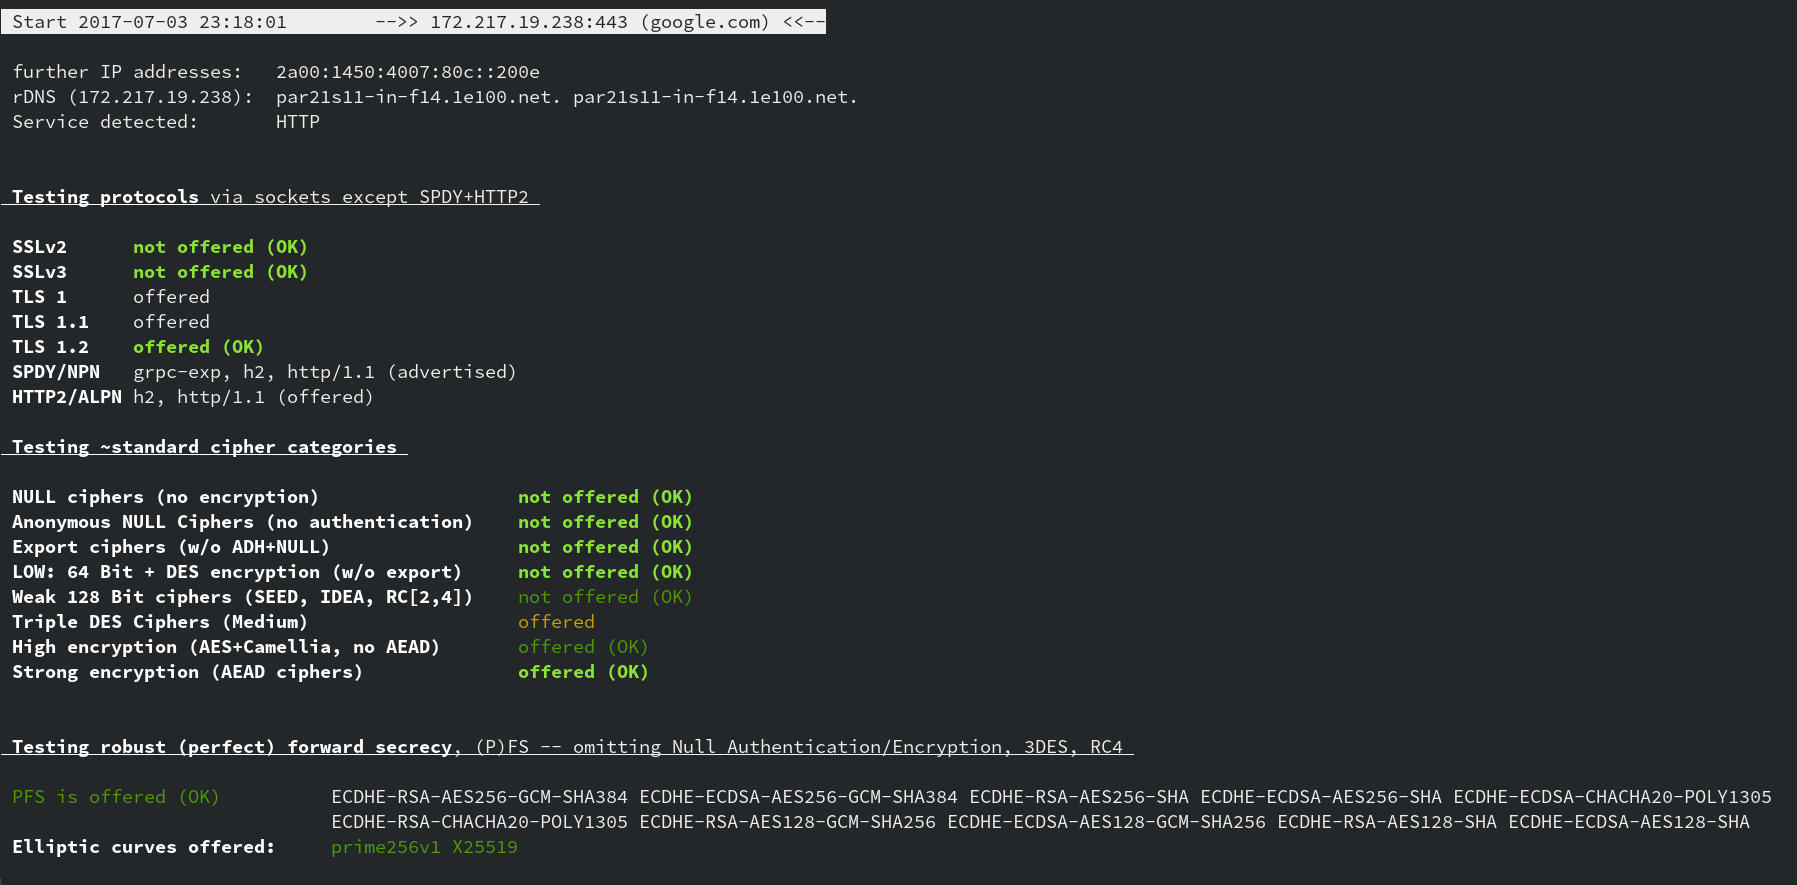 Start 2017-07-03 23:18:01        -->> 172.217.19.238:443 (google.com) <<--
further IP addresses:   2a00:1450:4007:80c::200e
rDNS (172.217.19.238):  par21s11-in-f14.1e100.net. par21s11-in-f14.1e100.net.
Service detected:       HTTP
Testing protocols via sockets except SPDY+HTTP2
SSLv2      not offered (OK)
SSLv3      not offered (OK)
TLS 1      offered
TLS 1.1    offered
TLS 1.2    offered (OK)
SPDY/NPN   grpc-exp, h2, http/1.1 (advertised)
HTTP2/ALPN h2, http/1.1 (offered)
Testing ~standard cipher categories
NULL ciphers (no encryption)                  not offered (OK)
Anonymous NULL Ciphers (no authentication)    not offered (OK)
Export ciphers (w/o ADH+NULL)                 not offered (OK)
LOW: 64 Bit + DES encryption (w/o export)     not offered (OK)
Weak 128 Bit ciphers (SEED, IDEA, RC[2,4])    not offered (OK)
Triple DES Ciphers (Medium)                   offered
High encryption (AES+Camellia, no AEAD)       offered (OK)
Strong encryption (AEAD ciphers)              offered (OK)
Testing robust (perfect) forward secrecy, (P)FS -- omitting Null Authentication/Encryption, 3DES, RC4
PFS is offered (OK)          ECDHE-RSA-AES256-GCM-SHA384 ECDHE-ECDSA-AES256-GCM-SHA384 ECDHE-RSA-AES256-SHA ECDHE-ECDSA-AES256-SHA ECDHE-ECDSA-CHACHA20-POLY1305
ECDHE-RSA-CHACHA20-POLY1305 ECDHE-RSA-AES128-GCM-SHA256 ECDHE-ECDSA-AES128-GCM-SHA256 ECDHE-RSA-AES128-SHA ECDHE-ECDSA-AES128-SHA
Elliptic curves offered:     prime256v1 X25519